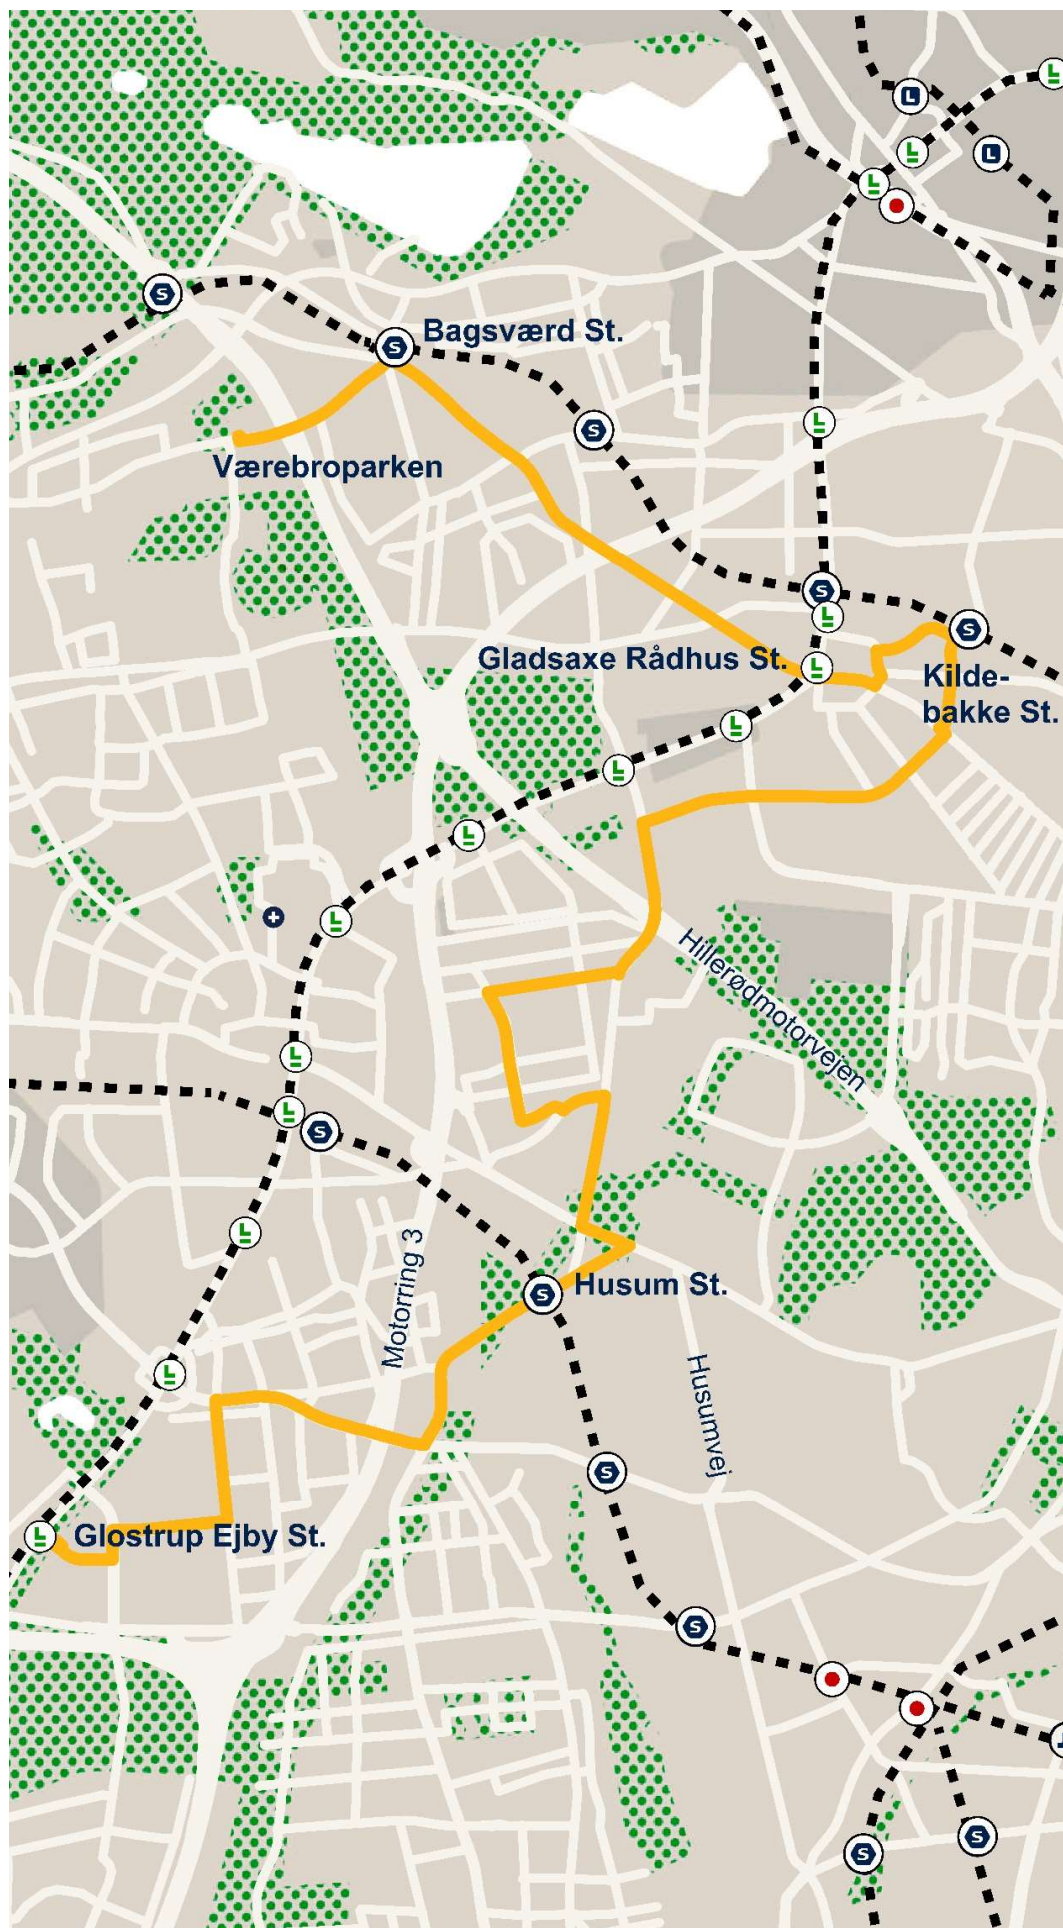 Bagsværd St.
Værebroparken
Gladsaxe Rådhus St.
Kilde-
bakke St.
Hillerødmotorvejen
Motorring 3
Husum St.
Husumvej
Glostrup Ejby St.